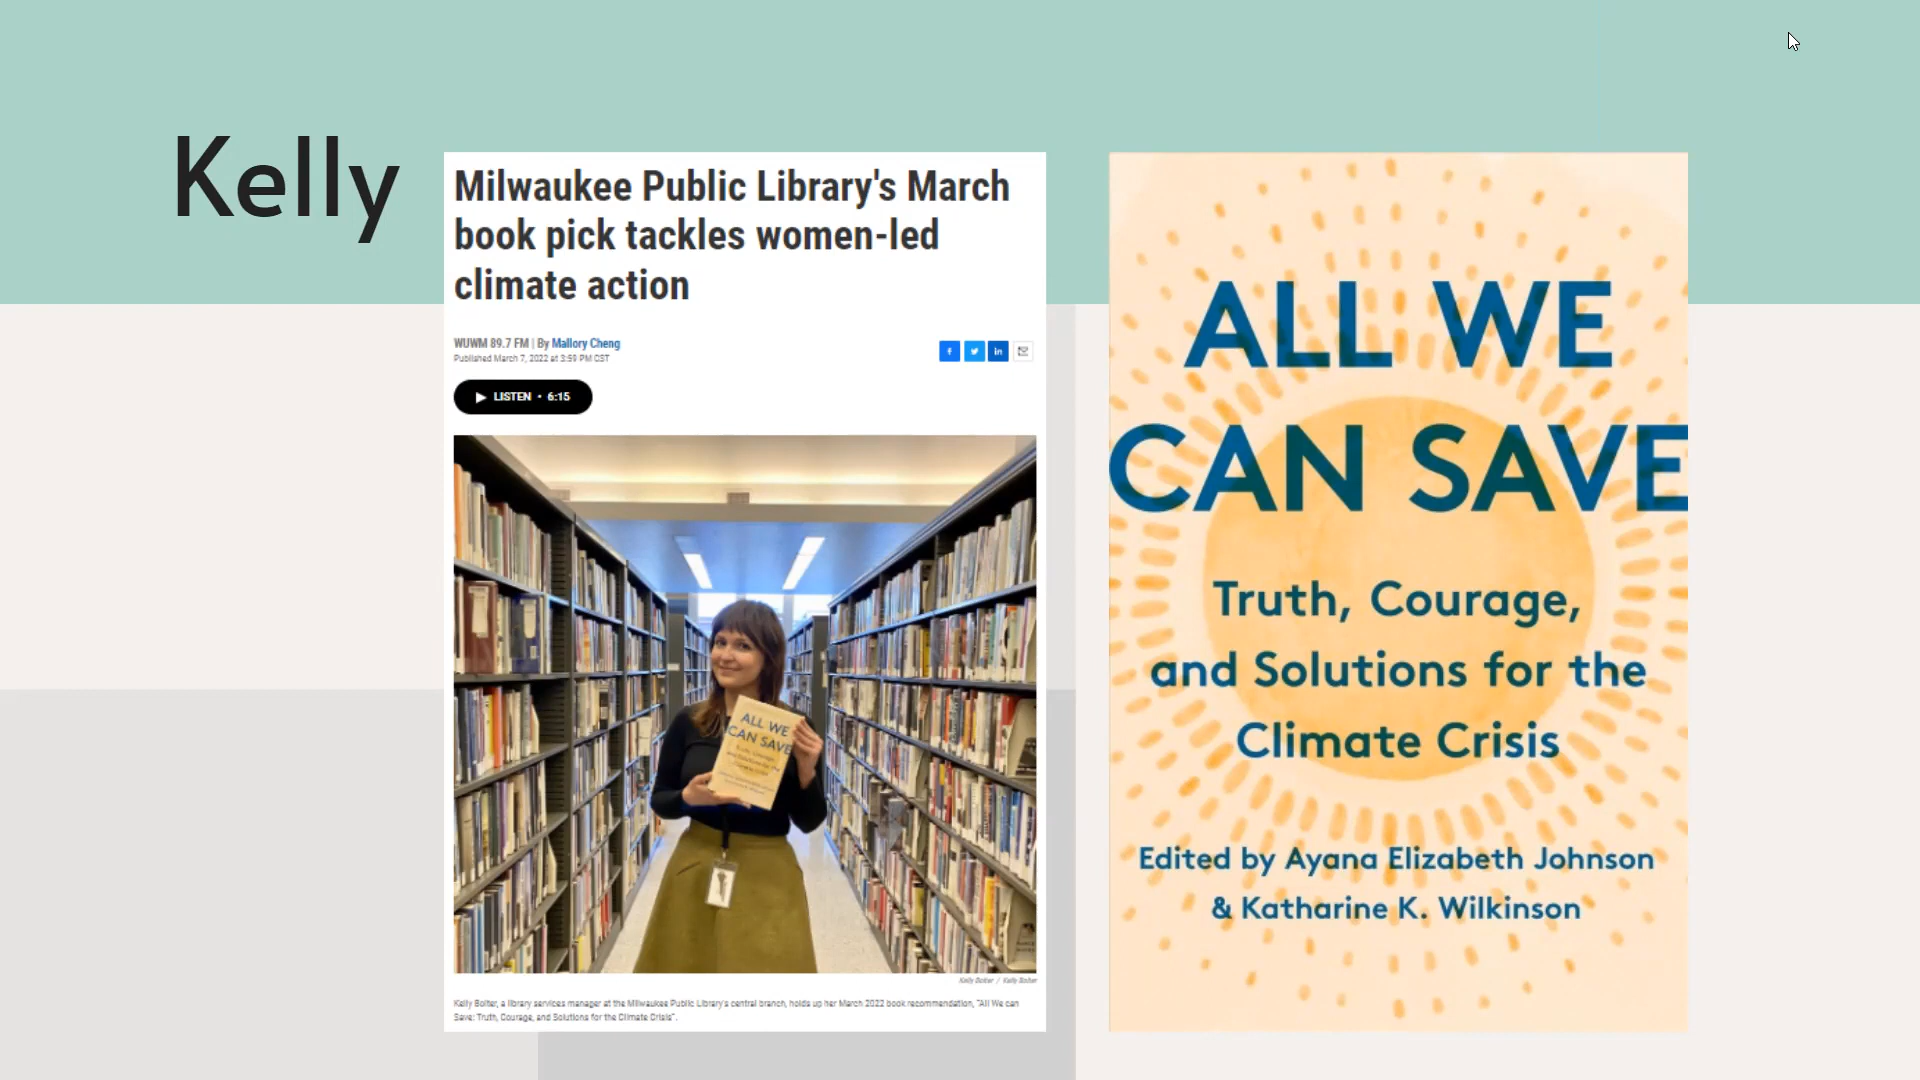 Kelly
Milwaukee Public Library's March
book pick tackles women-led
climate action
WUWM 89.7 FM | By Mallory Cheng
Published March 7, 2022 at 3:59 PM CST
LISTEN • 6:15
ALL WE
CAN SAVE
Kelly Bolter / Kelly Bolter
Kelly Bolter, a library services manager at the Milwaukee Public Library's central branch, holds up her March 2022 book recommendation, "All We can
Save: Truth, Courage, and Solutions for the Climate Crisis".
ALL WE
CAN SAVE
Truth, Courage,
and Solutions for the
Climate Crisis
Edited by Ayana Elizabeth Johnson
& Katharine K. Wilkinson